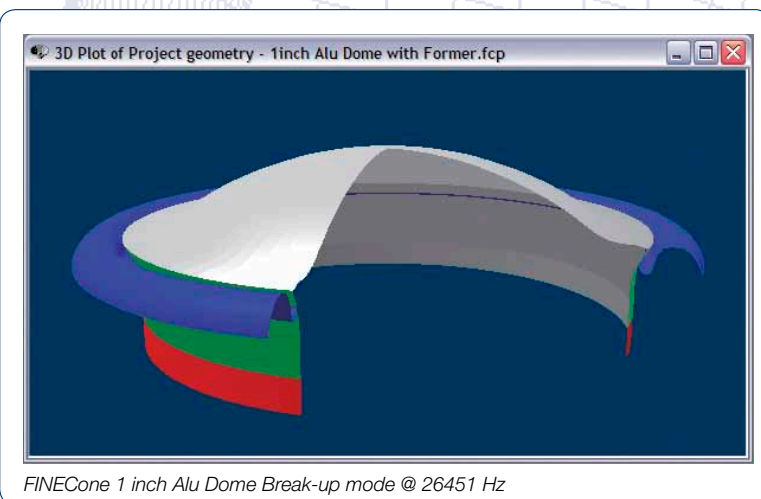 3D Plot of Project geometry - 1inch Alu Dome with Former.fcp
FINECone 1 inch Alu Dome Break-up mode @ 26451 Hz